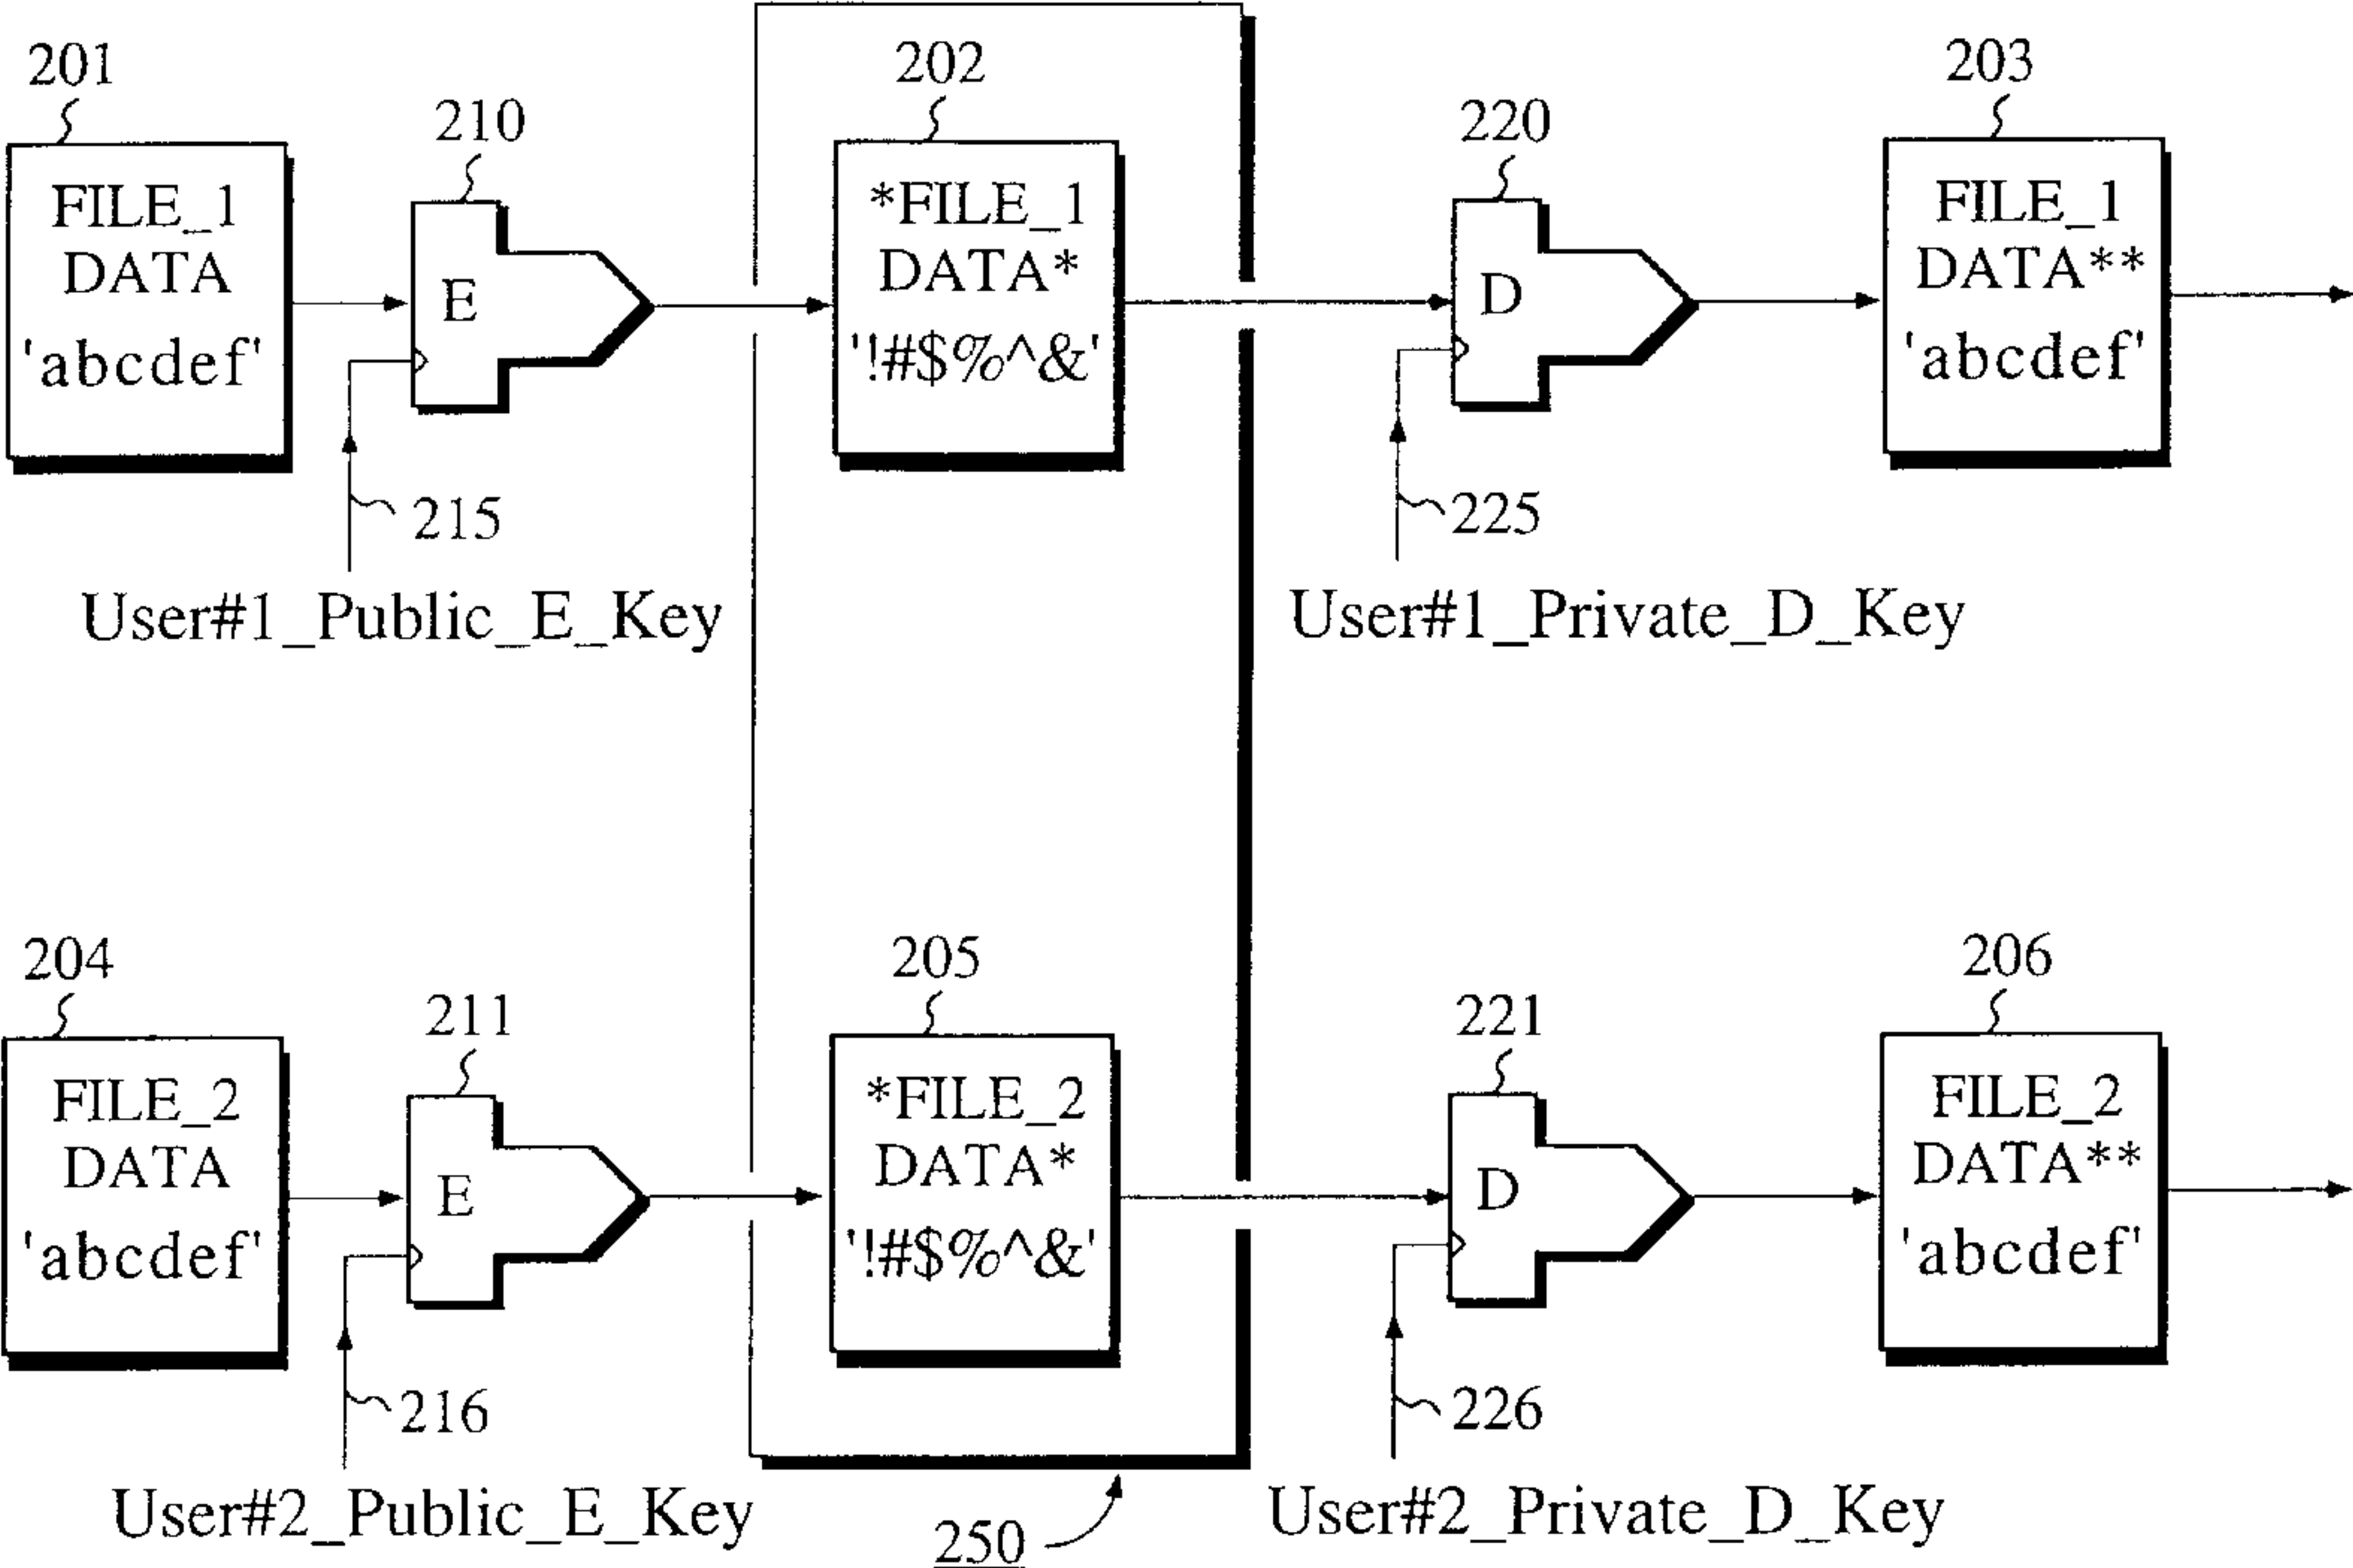 201
202
203
210
220
FILE_1
DATA
'abcdef'
E
*FILE_1
DATA*
'!#$%^&'
D
FILE_1
DATA**
'abcdef'
215
225
User#1_Public_E_Key
User#1_Private_D_Key
204
205
206
211
221
FILE_2
DATA
'abcdef'
E
*FILE_2
DATA*
'!#$%^&'
D
FILE_2
DATA**
'abcdef'
216
226
User#2_Public_E_Key
User#2_Private_D_Key
250